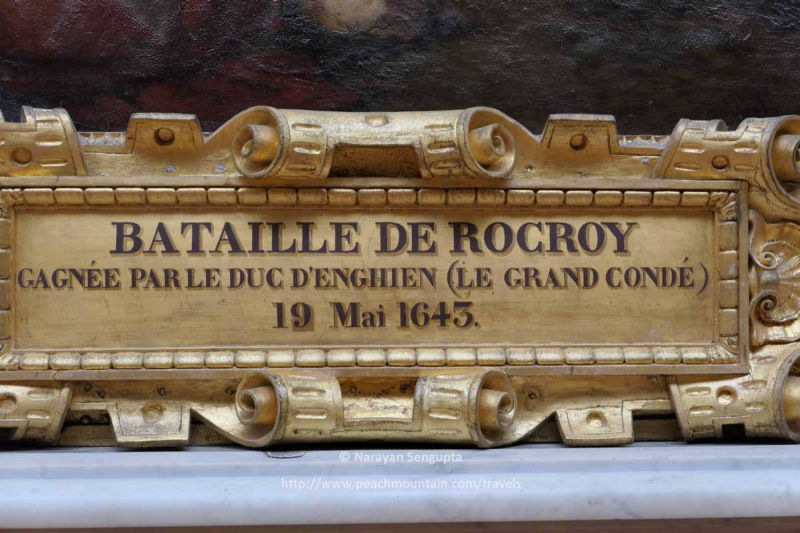 BATAILLE DE ROCROY
GAGNÉE PAR LE DUC D'ENGHIEN (LE GRAND CONDÉ)
19 Mai 1643.
© Narayan Sengupta
http://www.peachmountain.com/travels